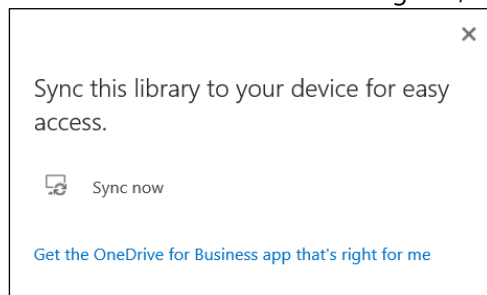 Sync this library to your device for easy
access.
Sync now
Get the OneDrive for Business app that's right for me